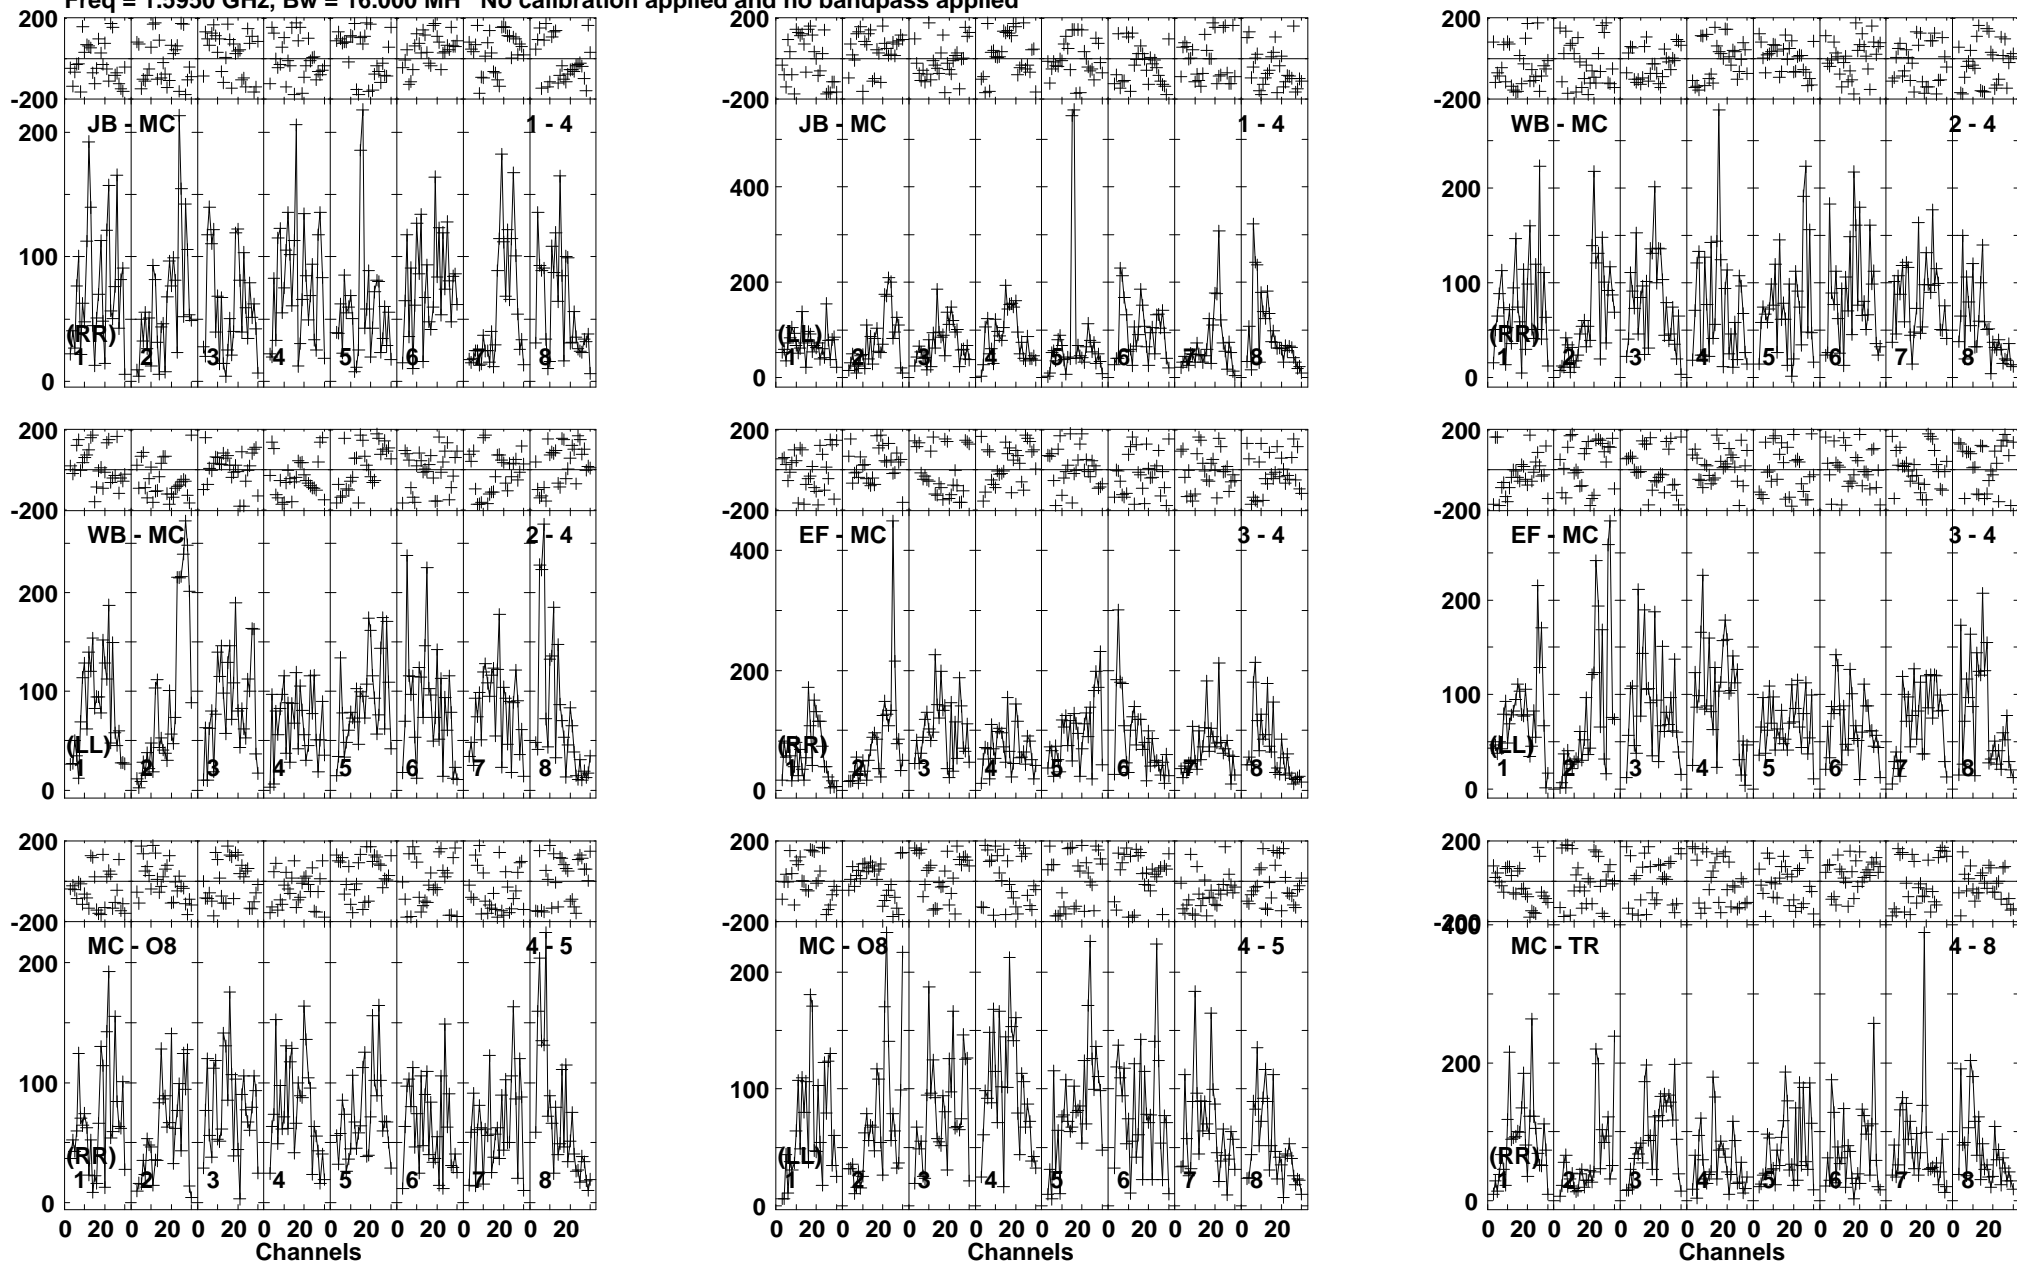 Freq = 1.5950 GHz, Bw = 16.000 MH No calibration applied and no bandpass applied
200 200 200
-200 -200 -200
JB - MC 1 - 4 JB - MC 1 - 4 WB - MC 2 - 4
200 400 200
100 200 100
(RR) (LL) (RR)
1 2 3 4 5 6 7 8 1 2 3 4 5 6 7 8 1 2 3 4 5 6 7 8
0 0 0
200 200 200
-200 -200 -200
WB - MC 2 - 4 EF - MC 3 - 4 EF - MC 3 - 4
200 400 200
100 200 100
(LL) (RR) (LL)
1 2 3 4 5 6 7 8 1 2 3 4 5 6 7 8 1 2 3 4 5 6 7 8
0 0 0
200 200 200
-200 -200 -200
400
MC - O8 4 - 5 MC - O8 4 - 5 MC - TR 4 - 8
200 200 200
100 100
(RR) (LL) (RR)
1 2 3 4 5 6 7 8 1 2 3 4 5 6 7 8 1 2 3 4 5 6 7 8
0 0 0
0 20 0 20 0 20 0 20 0 20 0 20 0 20 0 20 0 20 0 20 0 20 0 20 0 20 0 20 0 20 0 20 0 20 0 20 0 20 0 20 0 20 0 20 0 20 0 20
Channels Channels